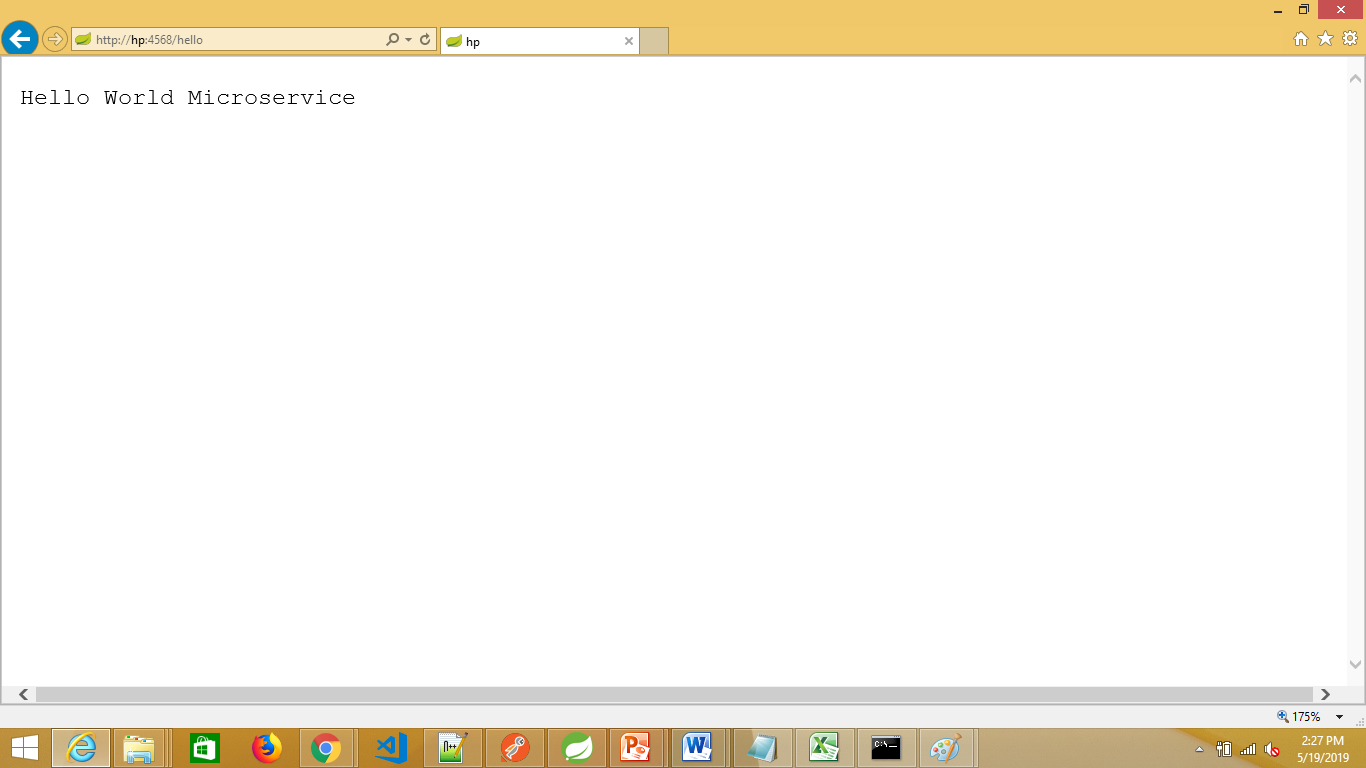 http://hp:4568/hello
hp
Hello World Microservice
175%
2:27 PM
5/19/2019